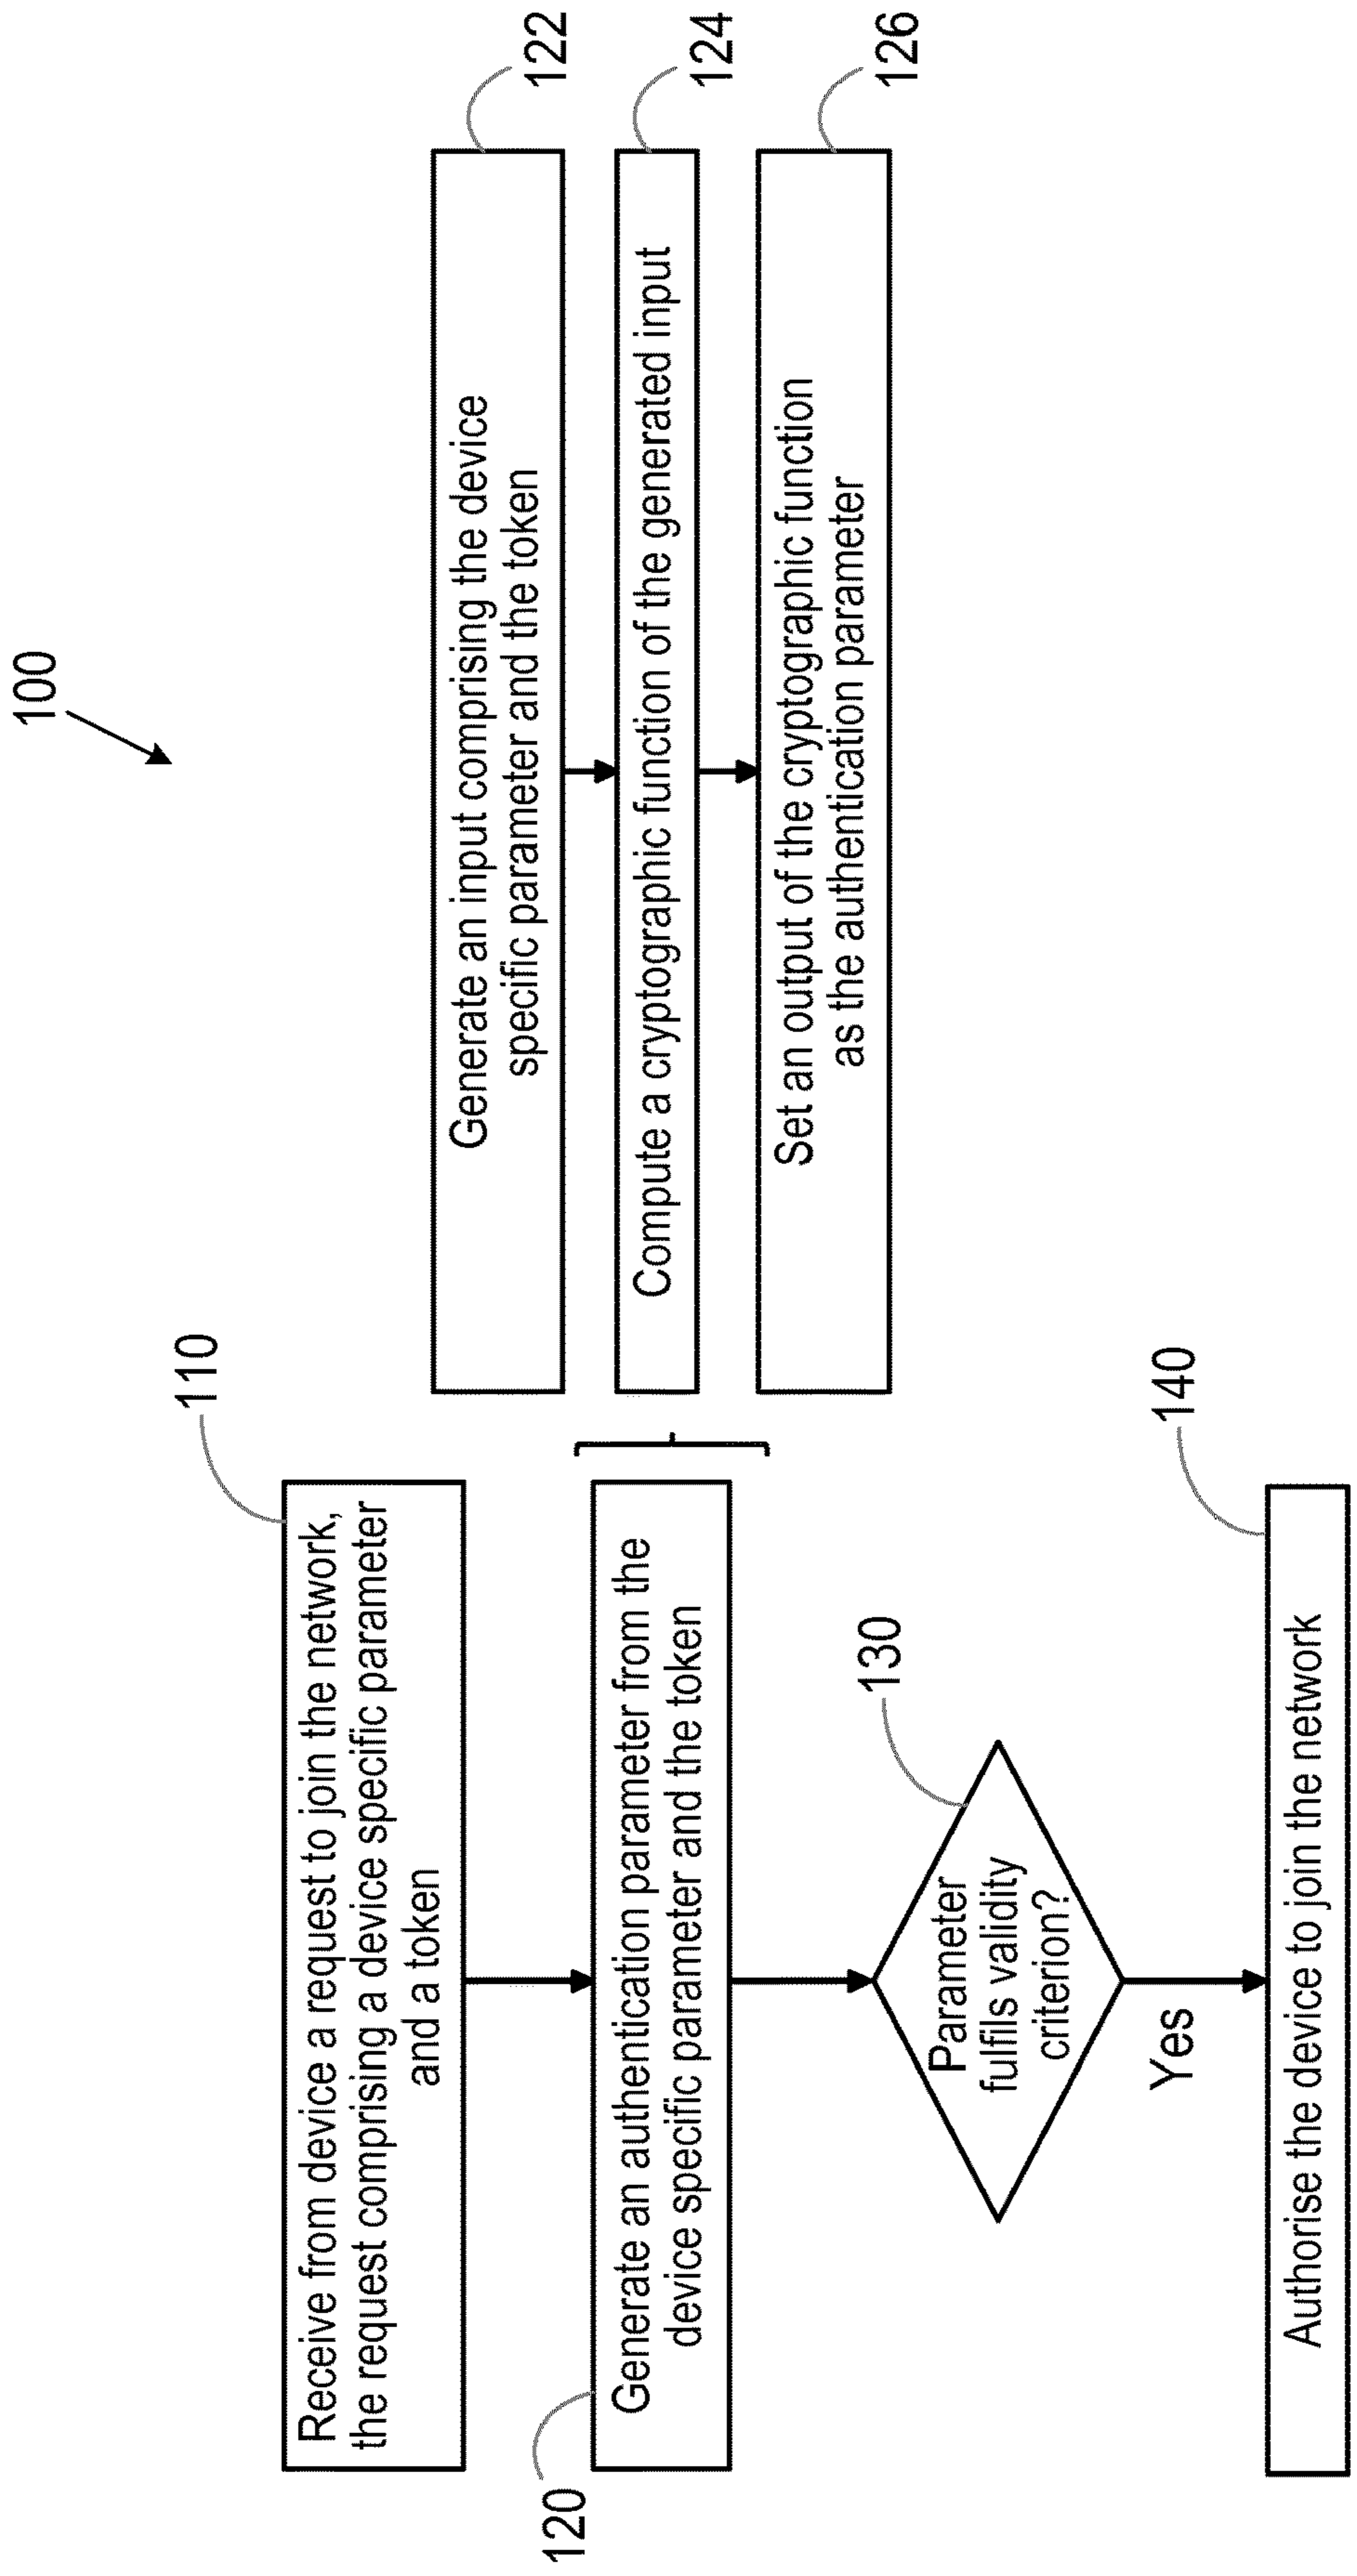 100
110
Receive from device a request to join the network,
the request comprising a device specific parameter
and a token
120
Generate an authentication parameter from the
device specific parameter and the token
122
Generate an input comprising the device
specific parameter and the token
124
Compute a cryptographic function of the generated input
126
Set an output of the cryptographic function
as the authentication parameter
130
Parameter
fulfils validity
criterion?
Yes
140
Authorise the device to join the network